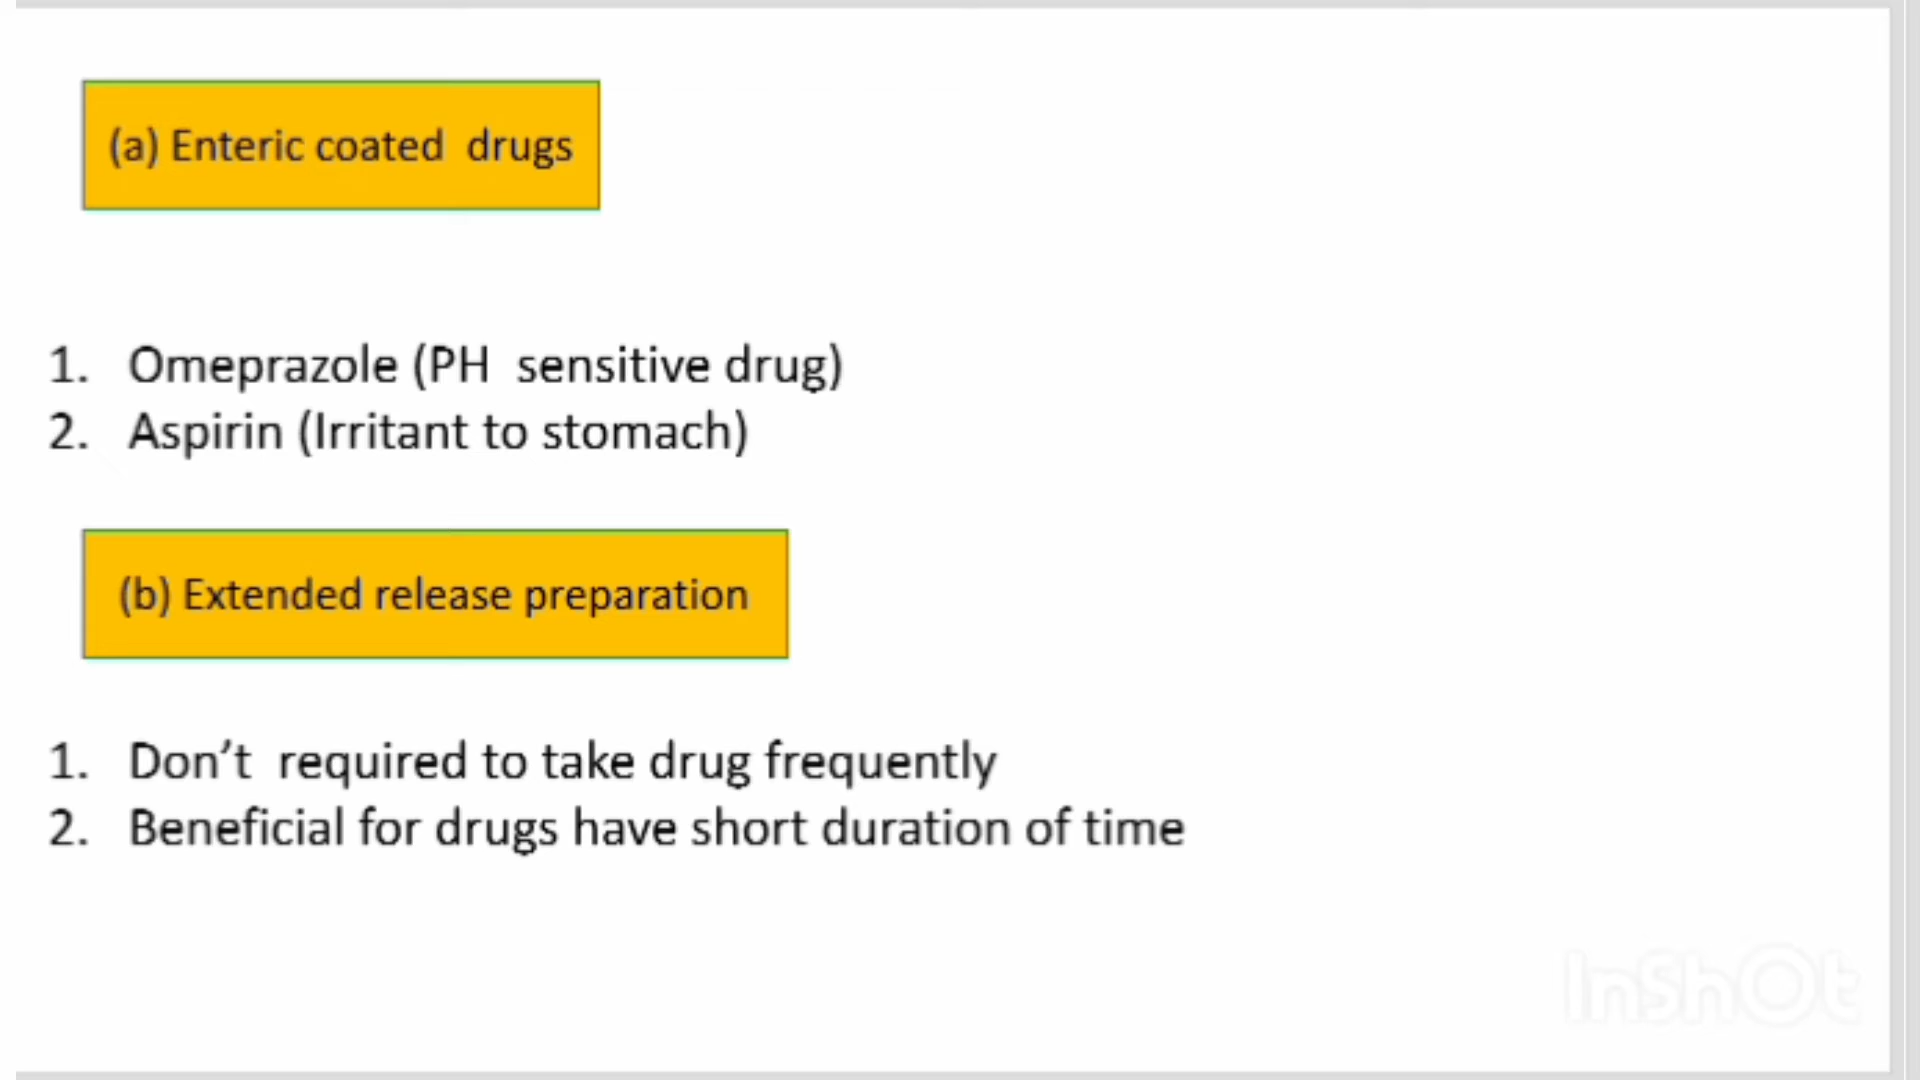 (a) Enteric coated drugs
1. Omeprazole (PH sensitive drug)
2. Aspirin (Irritant to stomach)
(b) Extended release preparation
1. Don’t required to take drug frequently
2. Beneficial for drugs have short duration of time
InShOt